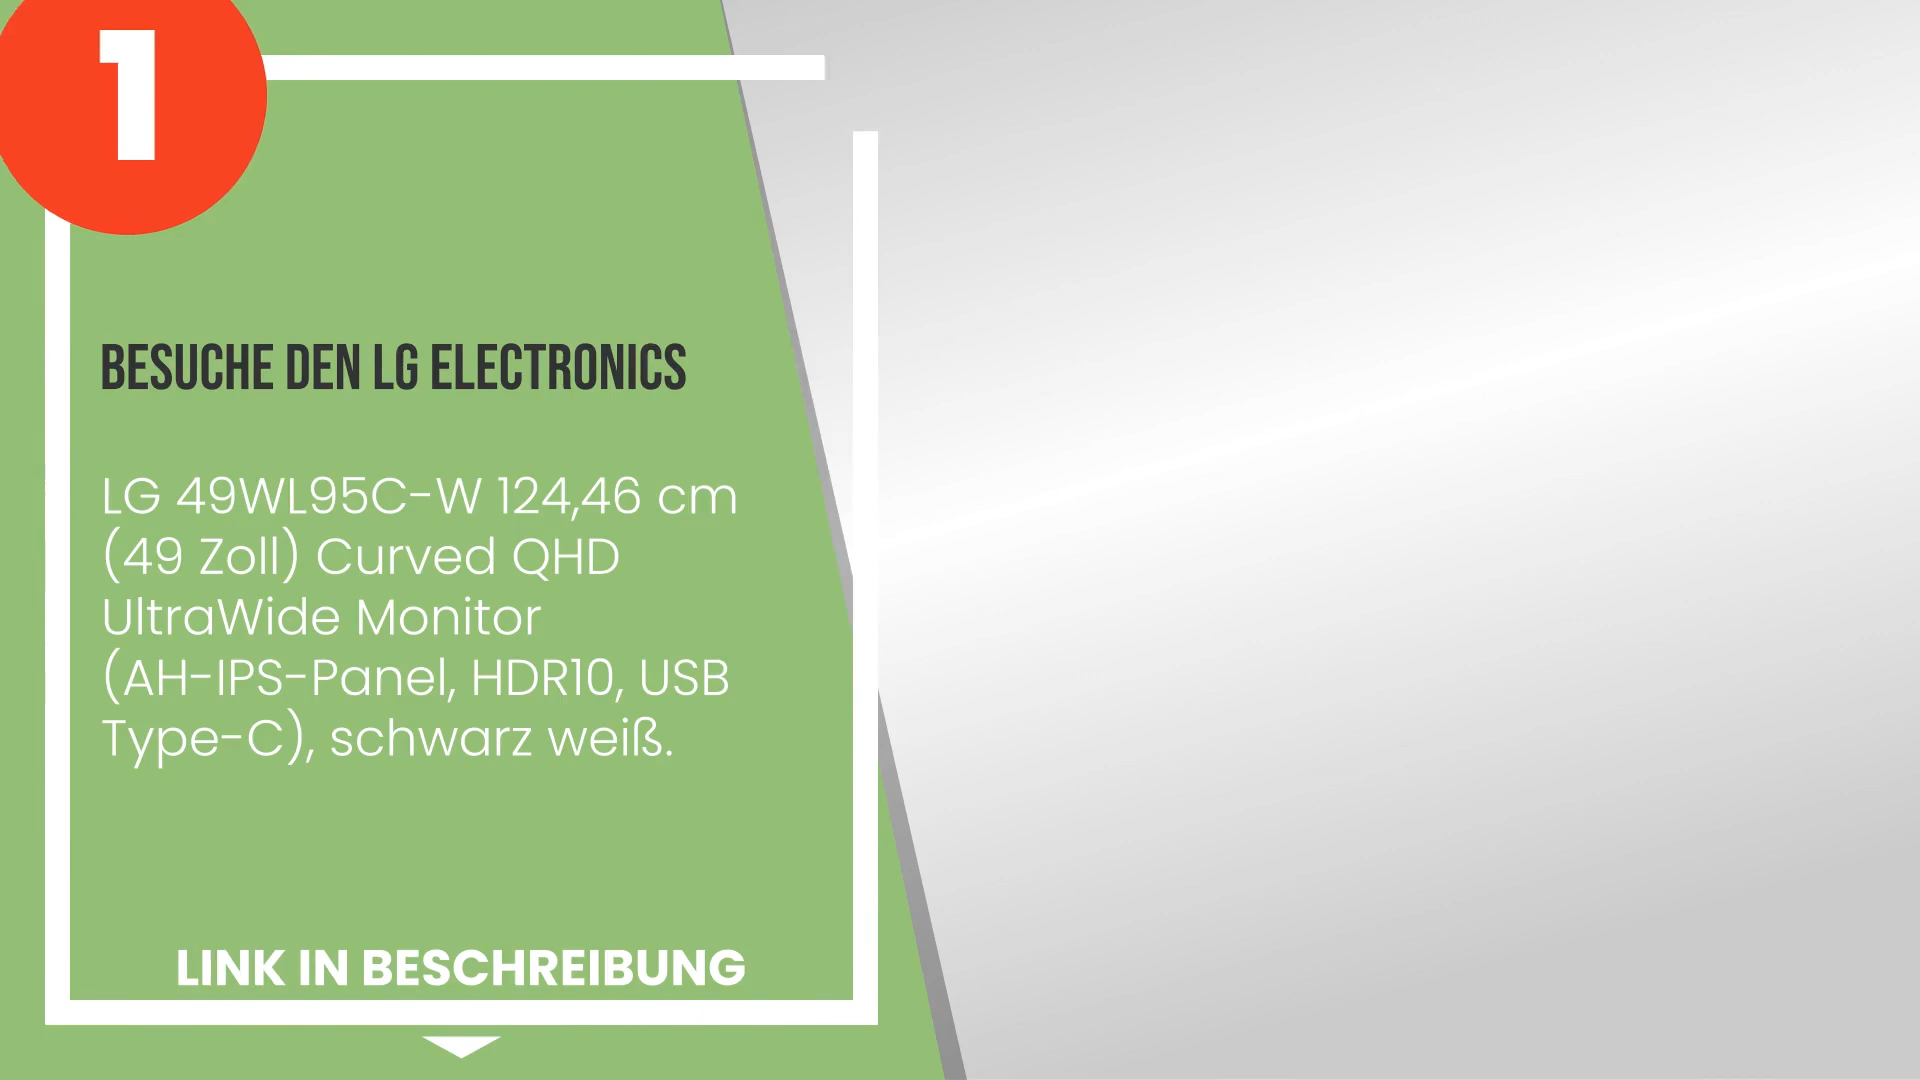 1
BESUCHE DEN LG ELECTRONICS
LG 49WL95C-W 124,46 cm
(49 Zoll) Curved QHD
UltraWide Monitor
(AH-IPS-Panel, HDR10, USB
Type-C), schwarz weiß.
LINK IN BESCHREIBUNG